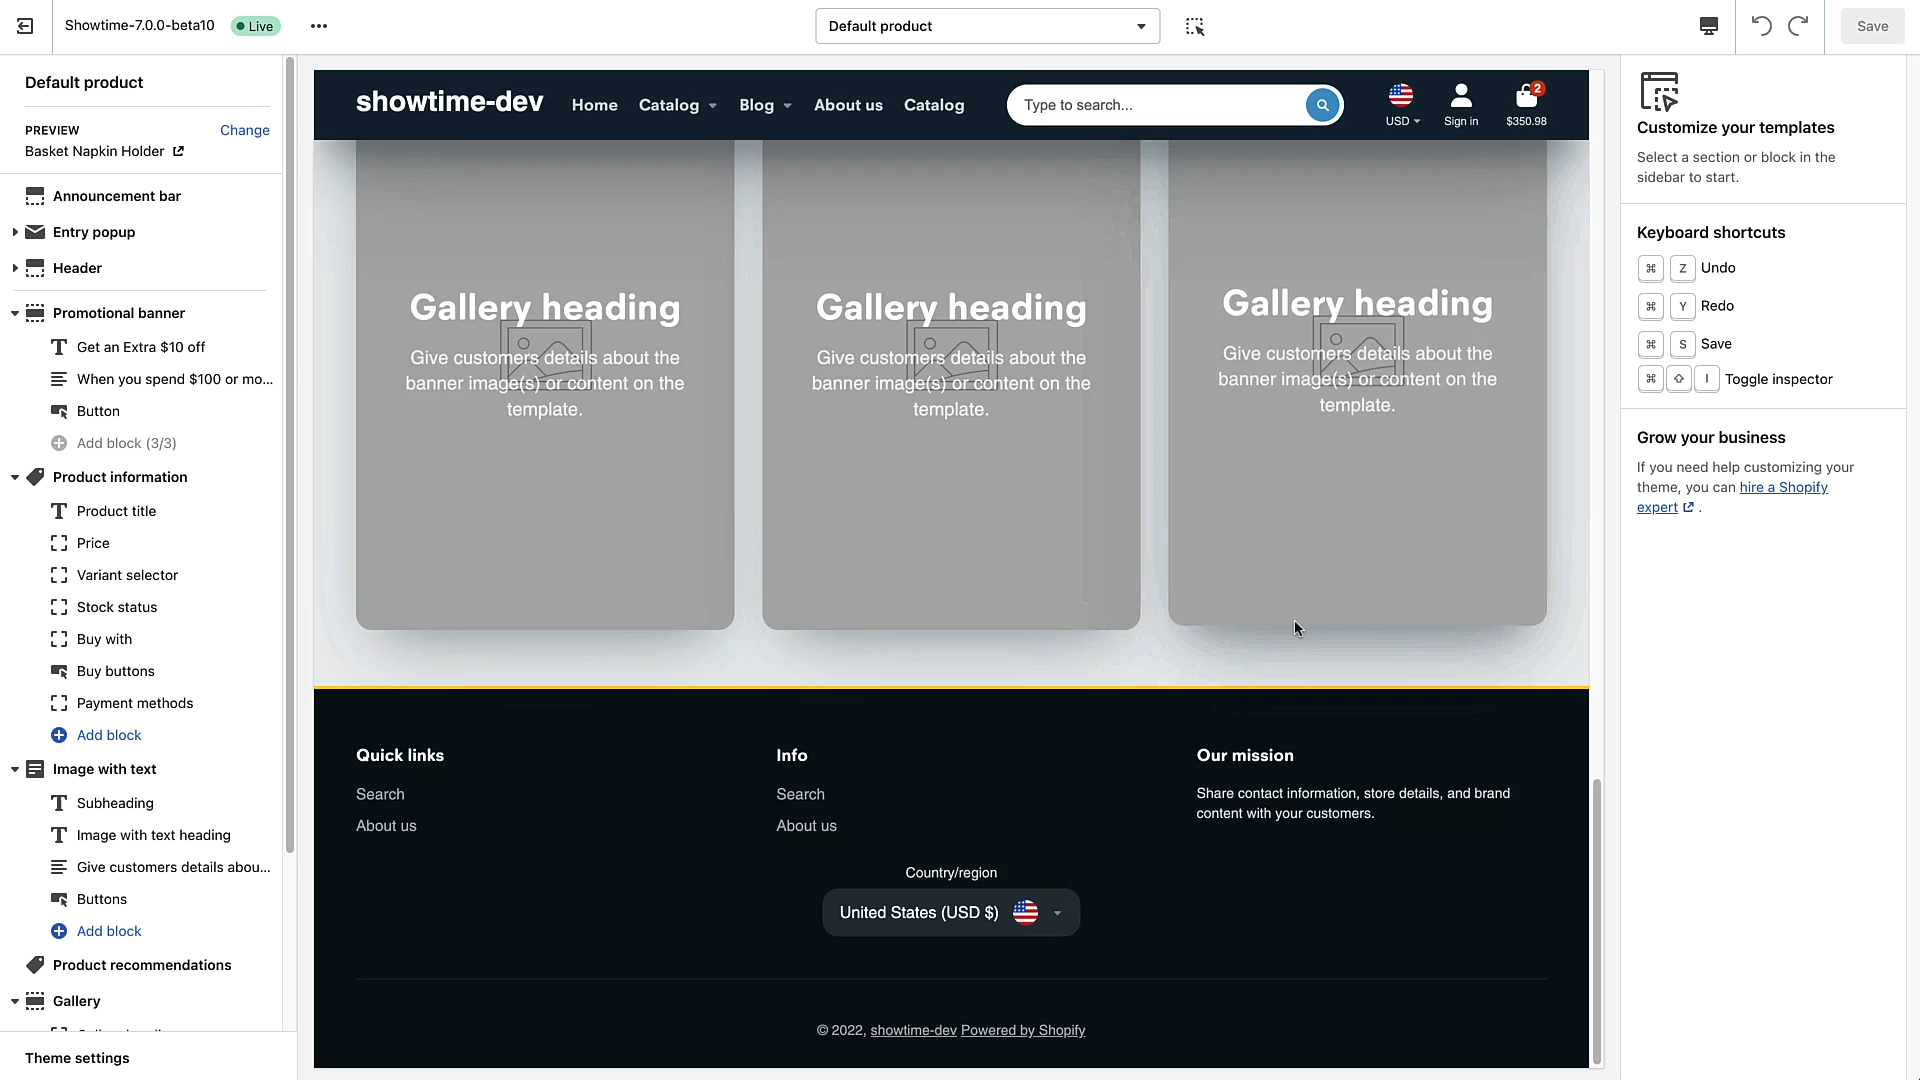 Showtime-7.0.0-beta10
Live
Default product
Save
Default product
PREVIEW
Change
Basket Napkin Holder
Announcement bar
Entry popup
Header
Promotional banner
Get an Extra $10 off
When you spend $100 or mo...
Button
Add block (3/3)
Product information
Product title
Price
Variant selector
Stock status
Buy with
Buy buttons
Payment methods
Add block
Image with text
Subheading
Image with text heading
Give customers details abou...
Buttons
Add block
Product recommendations
Gallery
Theme settings
showtime-dev
Home
Catalog
Blog
About us
Catalog
Type to search...
USD
Sign in
2
$350.98
Gallery heading
Give customers details about the
banner image(s) or content on the
template.
Gallery heading
Give customers details about the
banner image(s) or content on the
template.
Gallery heading
Give customers details about the
banner image(s) or content on the
template.
Quick links
Search
About us
Info
Search
About us
Our mission
Share contact information, store details, and brand
content with your customers.
Country/region
United States (USD $)
© 2022, showtime-dev Powered by Shopify
Customize your templates
Select a section or block in the
sidebar to start.
Keyboard shortcuts
⌘ Z Undo
⌘ Y Redo
⌘ S Save
⌘ ⇧ I Toggle inspector
Grow your business
If you need help customizing your
theme, you can hire a Shopify
expert .